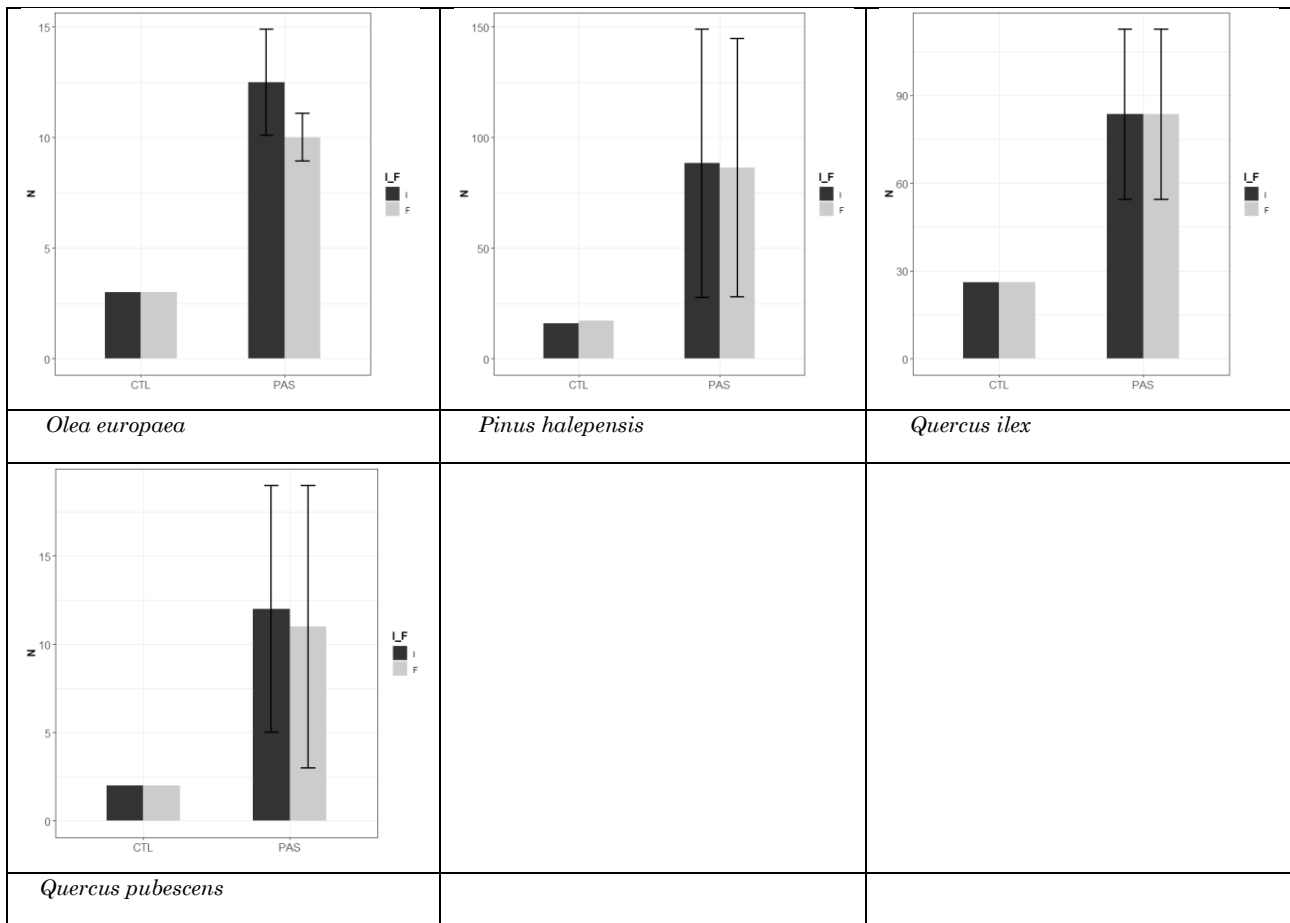 15
10
5
0
N
CTL PAS
I_F
I
F
150
100
50
0
N
CTL PAS
I_F
I
F
90
60
30
0
N
CTL PAS
I_F
I
F
Olea europaea
Pinus halepensis
Quercus ilex
15
10
5
0
N
CTL PAS
I_F
I
F
Quercus pubescens